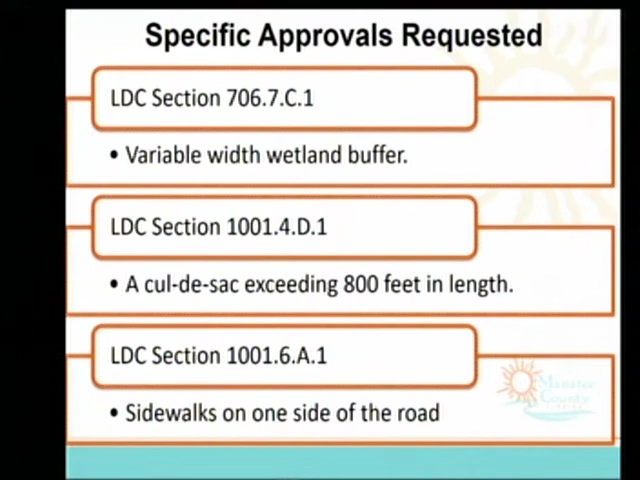 Specific Approvals Requested
LDC Section 706.7.C.1
• Variable width wetland buffer.
LDC Section 1001.4.D.1
• A cul-de-sac exceeding 800 feet in length.
LDC Section 1001.6.A.1
Manatee
County
FLORIDA
• Sidewalks on one side of the road